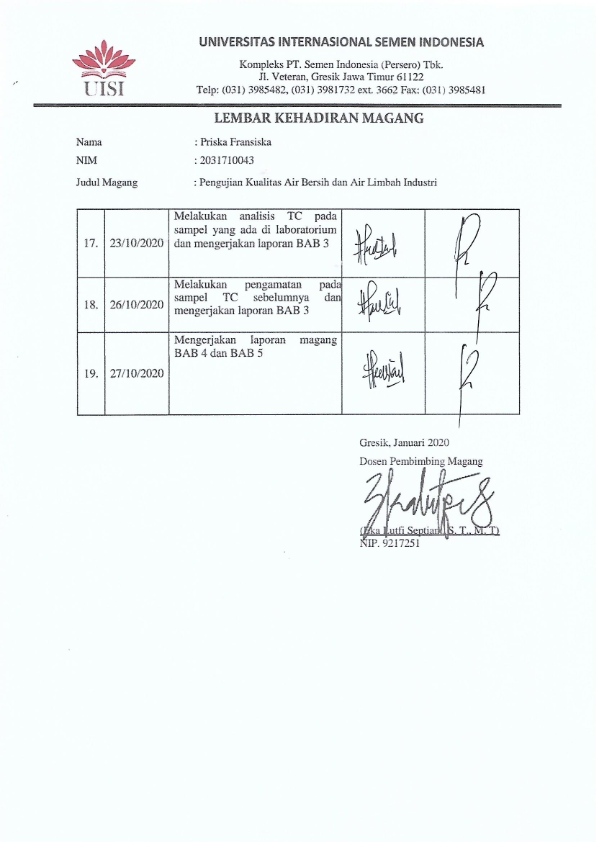 UNIVERSITAS INTERNASIONAL SEMEN INDONESIA
Kompleks PT. Semen Indonesia (Persero) Tbk.
Jl. Veteran, Gresik Jawa Timur 61122
Telp: (031) 3985482, (031) 3981732 ext. 3662 Fax: (031) 3985481
UISI
LEMBAR KEHADIRAN MAGANG
Nama : Priska Fransiska
NIM : 2031710043
Judul Magang : Pengujian Kualitas Air Bersih dan Air Limbah Industri
Melakukan analisis TC pada
sampel yang ada di laboratorium
17. 23/10/2020 dan mengerjakan laporan BAB 3
Melakukan pengamatan pada
18. 26/10/2020 sampel TC sebelumnya dan
mengerjakan laporan BAB 3
Mengerjakan laporan magang
BAB 4 dan BAB 5
19. 27/10/2020
Gresik, Januari 2020
Dosen Pembimbing Magang
(Eka Lutfi Septiani, S. T., M. T)
NIP. 9217251